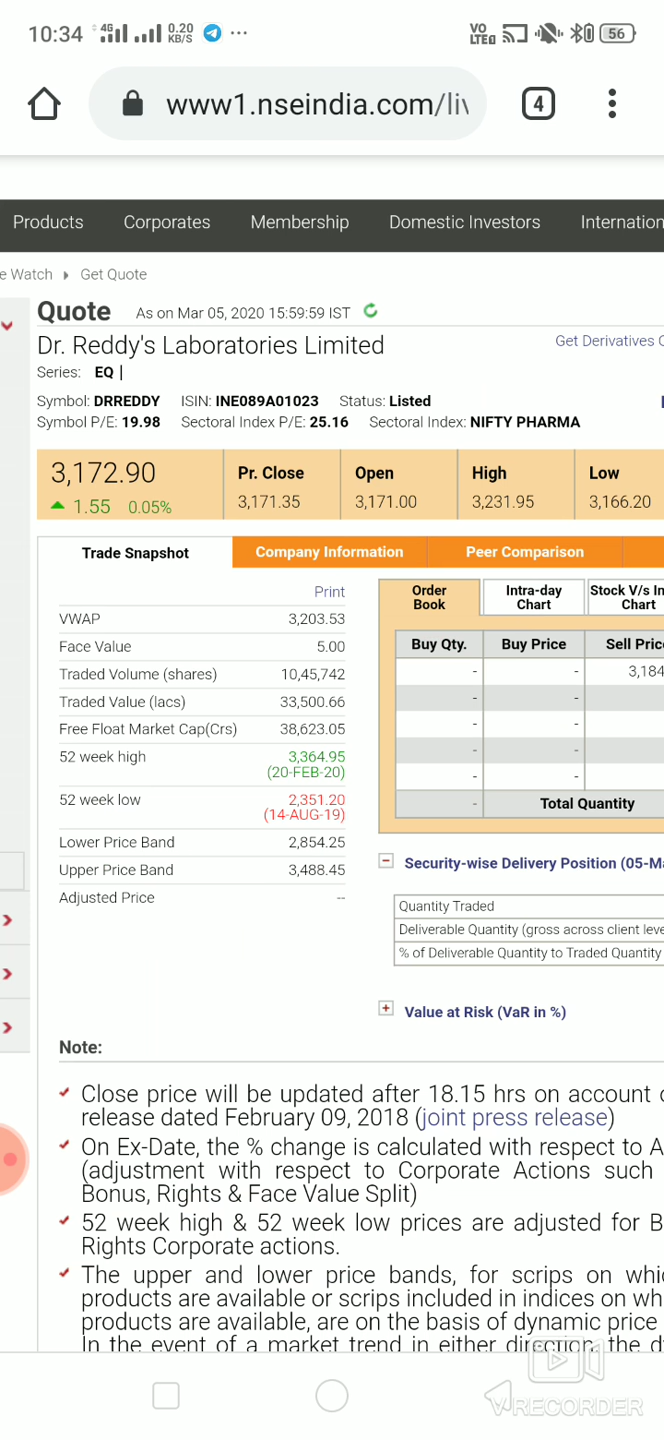 10:34 4G 0.20 KB/S ... VO LTE 56
www1.nseindia.com/liv 4
Products Corporates Membership Domestic Investors Internation
e Watch Get Quote
Quote As on Mar 05, 2020 15:59:59 IST
Dr. Reddy's Laboratories Limited Get Derivatives
Series: EQ |
Symbol: DRREDDY ISIN: INE089A01023 Status: Listed
Symbol P/E: 19.98 Sectoral Index P/E: 25.16 Sectoral Index: NIFTY PHARMA
3,172.90 Pr. Close Open High Low
1.55 0.05% 3,171.35 3,171.00 3,231.95 3,166.20
Trade Snapshot Company Information Peer Comparison
Print
VWAP 3,203.53
Face Value 5.00
Traded Volume (shares) 10,45,742
Traded Value (lacs) 33,500.66
Free Float Market Cap(Crs) 38,623.05
52 week high 3,364.95
(20-FEB-20)
52 week low 2,351.20
(14-AUG-19)
Lower Price Band 2,854.25
Upper Price Band 3,488.45
Adjusted Price --
Order Intra-day Stock V/s In
Book Chart Chart
Buy Qty. Buy Price Sell Pric
- - 3,184
- -
- -
- -
- -
- Total Quantity
Security-wise Delivery Position (05-Ma
Quantity Traded
Deliverable Quantity (gross across client leve
% of Deliverable Quantity to Traded Quantity
Value at Risk (VaR in %)
Note:
Close price will be updated after 18.15 hrs on account
release dated February 09, 2018 (joint press release)
On Ex-Date, the % change is calculated with respect to A
(adjustment with respect to Corporate Actions such
Bonus, Rights & Face Value Split)
52 week high & 52 week low prices are adjusted for B
Rights Corporate actions.
The upper and lower price bands, for scrips on whi
products are available or scrips included in indices on wh
products are available, are on the basis of dynamic price
In the event of a market trend in either direction, the d
VRECORDER